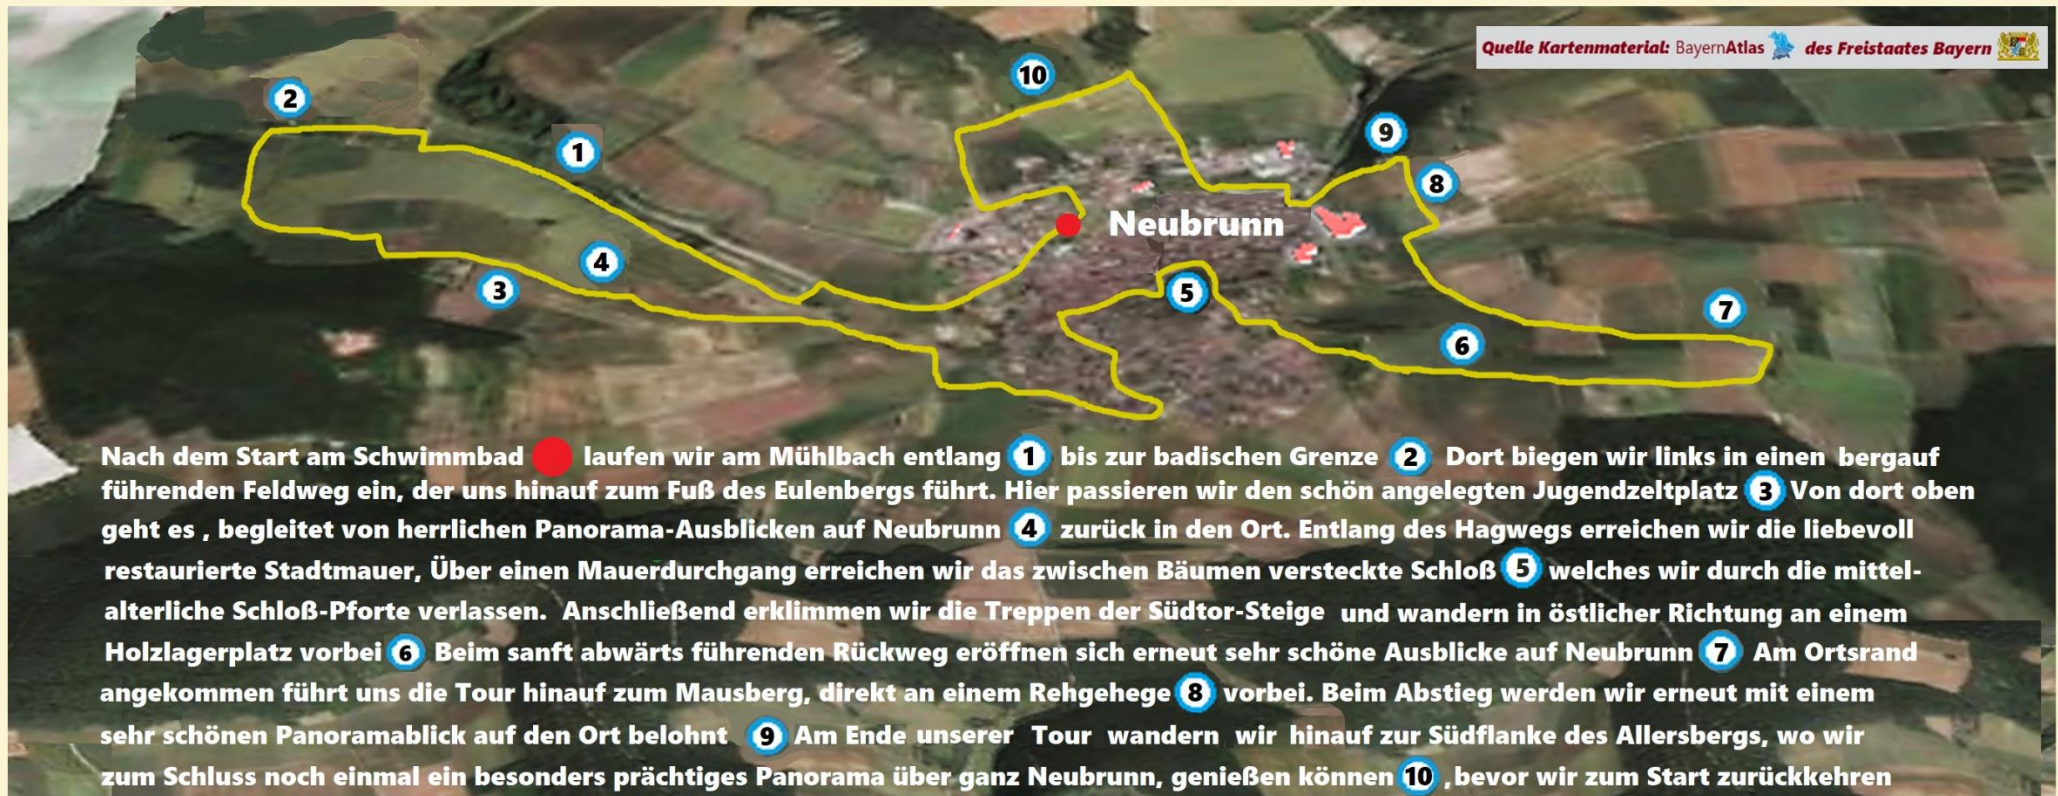 Quelle Kartenmaterial: BayernAtlas des Freistaates Bayern
10
2
9
1
8
Neubrunn
4
3
5
7
6
Nach dem Start am Schwimmbad laufen wir am Mühlbach entlang 1 bis zur badischen Grenze 2 Dort biegen wir links in einen bergauf
führenden Feldweg ein, der uns hinauf zum Fuß des Eulenbergs führt. Hier passieren wir den schön angelegten Jugendzeltplatz 3 Von dort oben
geht es , begleitet von herrlichen Panorama-Ausblicken auf Neubrunn 4 zurück in den Ort. Entlang des Hagwegs erreichen wir die liebevoll
restaurierte Stadtmauer, Über einen Mauerdurchgang erreichen wir das zwischen Bäumen versteckte Schloß 5 welches wir durch die mittel-
alterliche Schloß-Pforte verlassen. Anschließend erklimmen wir die Treppen der Südtor-Steige und wandern in östlicher Richtung an einem
Holzlagerplatz vorbei 6 Beim sanft abwärts führenden Rückweg eröffnen sich erneut sehr schöne Ausblicke auf Neubrunn 7 Am Ortsrand
angekommen führt uns die Tour hinauf zum Mausberg, direkt an einem Rehgehege 8 vorbei. Beim Abstieg werden wir erneut mit einem
sehr schönen Panoramablick auf den Ort belohnt 9 Am Ende unserer Tour wandern wir hinauf zur Südflanke des Allersbergs, wo wir
zum Schluss noch einmal ein besonders prächtiges Panorama über ganz Neubrunn, genießen können 10 ,bevor wir zum Start zurückkehren